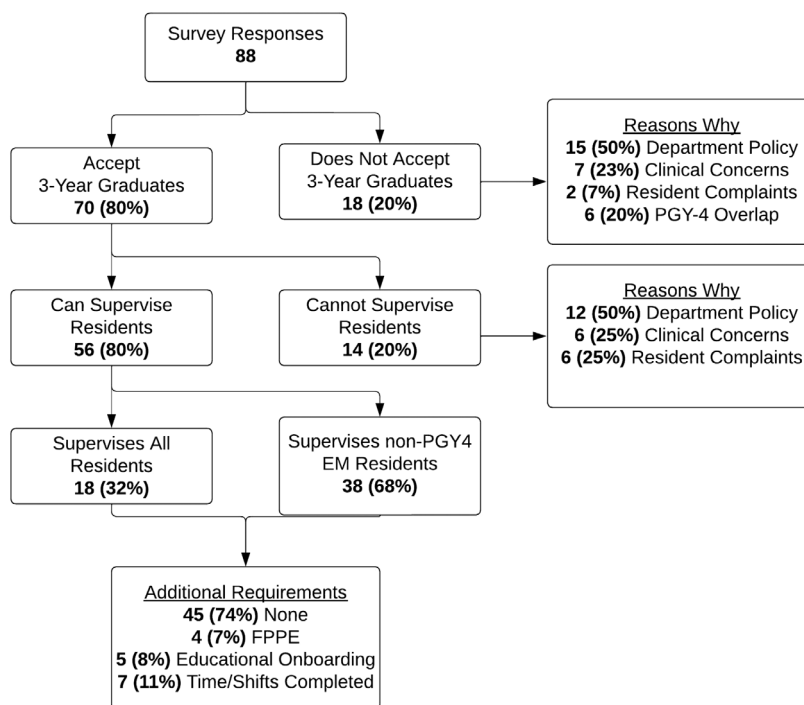 Survey Responses
88
Accept
3-Year Graduates
70 (80%)
Does Not Accept
3-Year Graduates
18 (20%)
Reasons Why
15 (50%) Department Policy
7 (23%) Clinical Concerns
2 (7%) Resident Complaints
6 (20%) PGY-4 Overlap
Can Supervise
Residents
56 (80%)
Cannot Supervise
Residents
14 (20%)
Reasons Why
12 (50%) Department Policy
6 (25%) Clinical Concerns
6 (25%) Resident Complaints
Supervises All
Residents
18 (32%)
Supervises non-PGY4
EM Residents
38 (68%)
Additional Requirements
45 (74%) None
4 (7%) FPPE
5 (8%) Educational Onboarding
7 (11%) Time/Shifts Completed